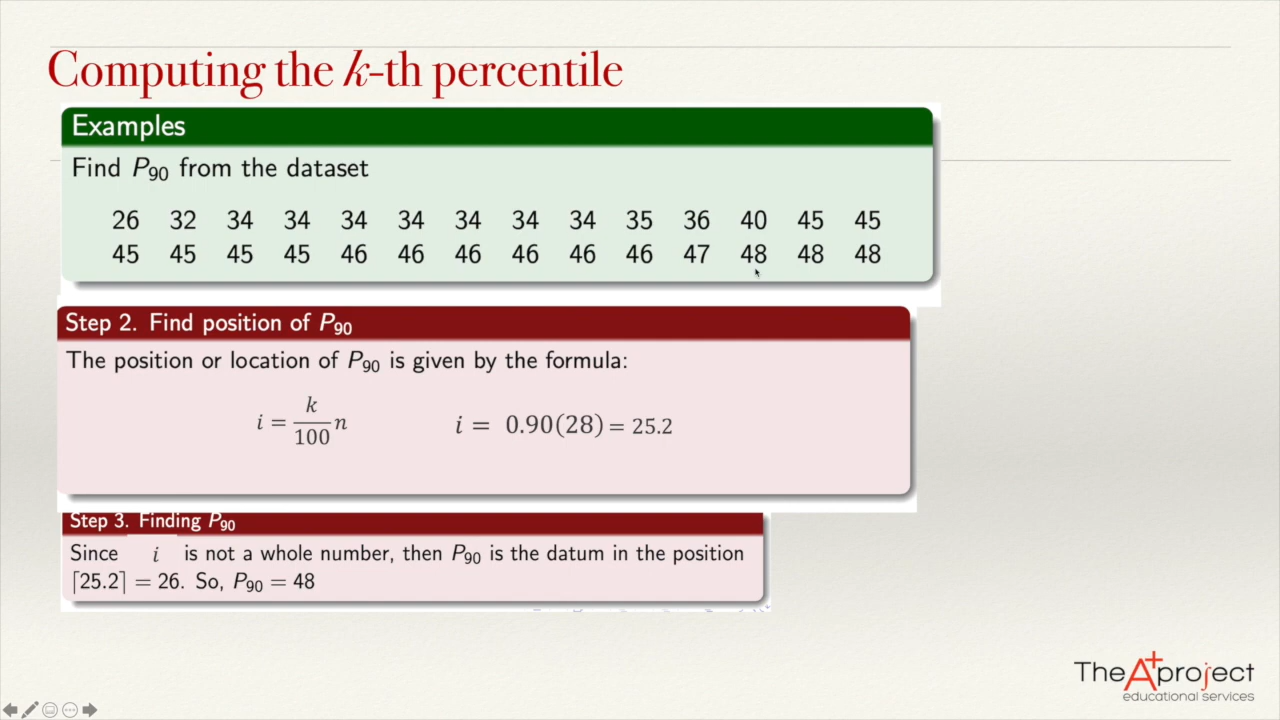 Computing the k-th percentile
Examples
Find P₉₀ from the dataset
26 32 34 34 34 34 34 34 34 35 36 40 45 45
45 45 45 45 46 46 46 46 46 46 47 48 48 48
Step 2. Find position of P₉₀
The position or location of P₉₀ is given by the formula:
i = k/100 n i = 0.90(28) = 25.2
Step 3. Finding P₉₀
Since i is not a whole number, then P₉₀ is the datum in the position
⌈25.2⌉ = 26. So, P₉₀ = 48
The A+ project
educational services